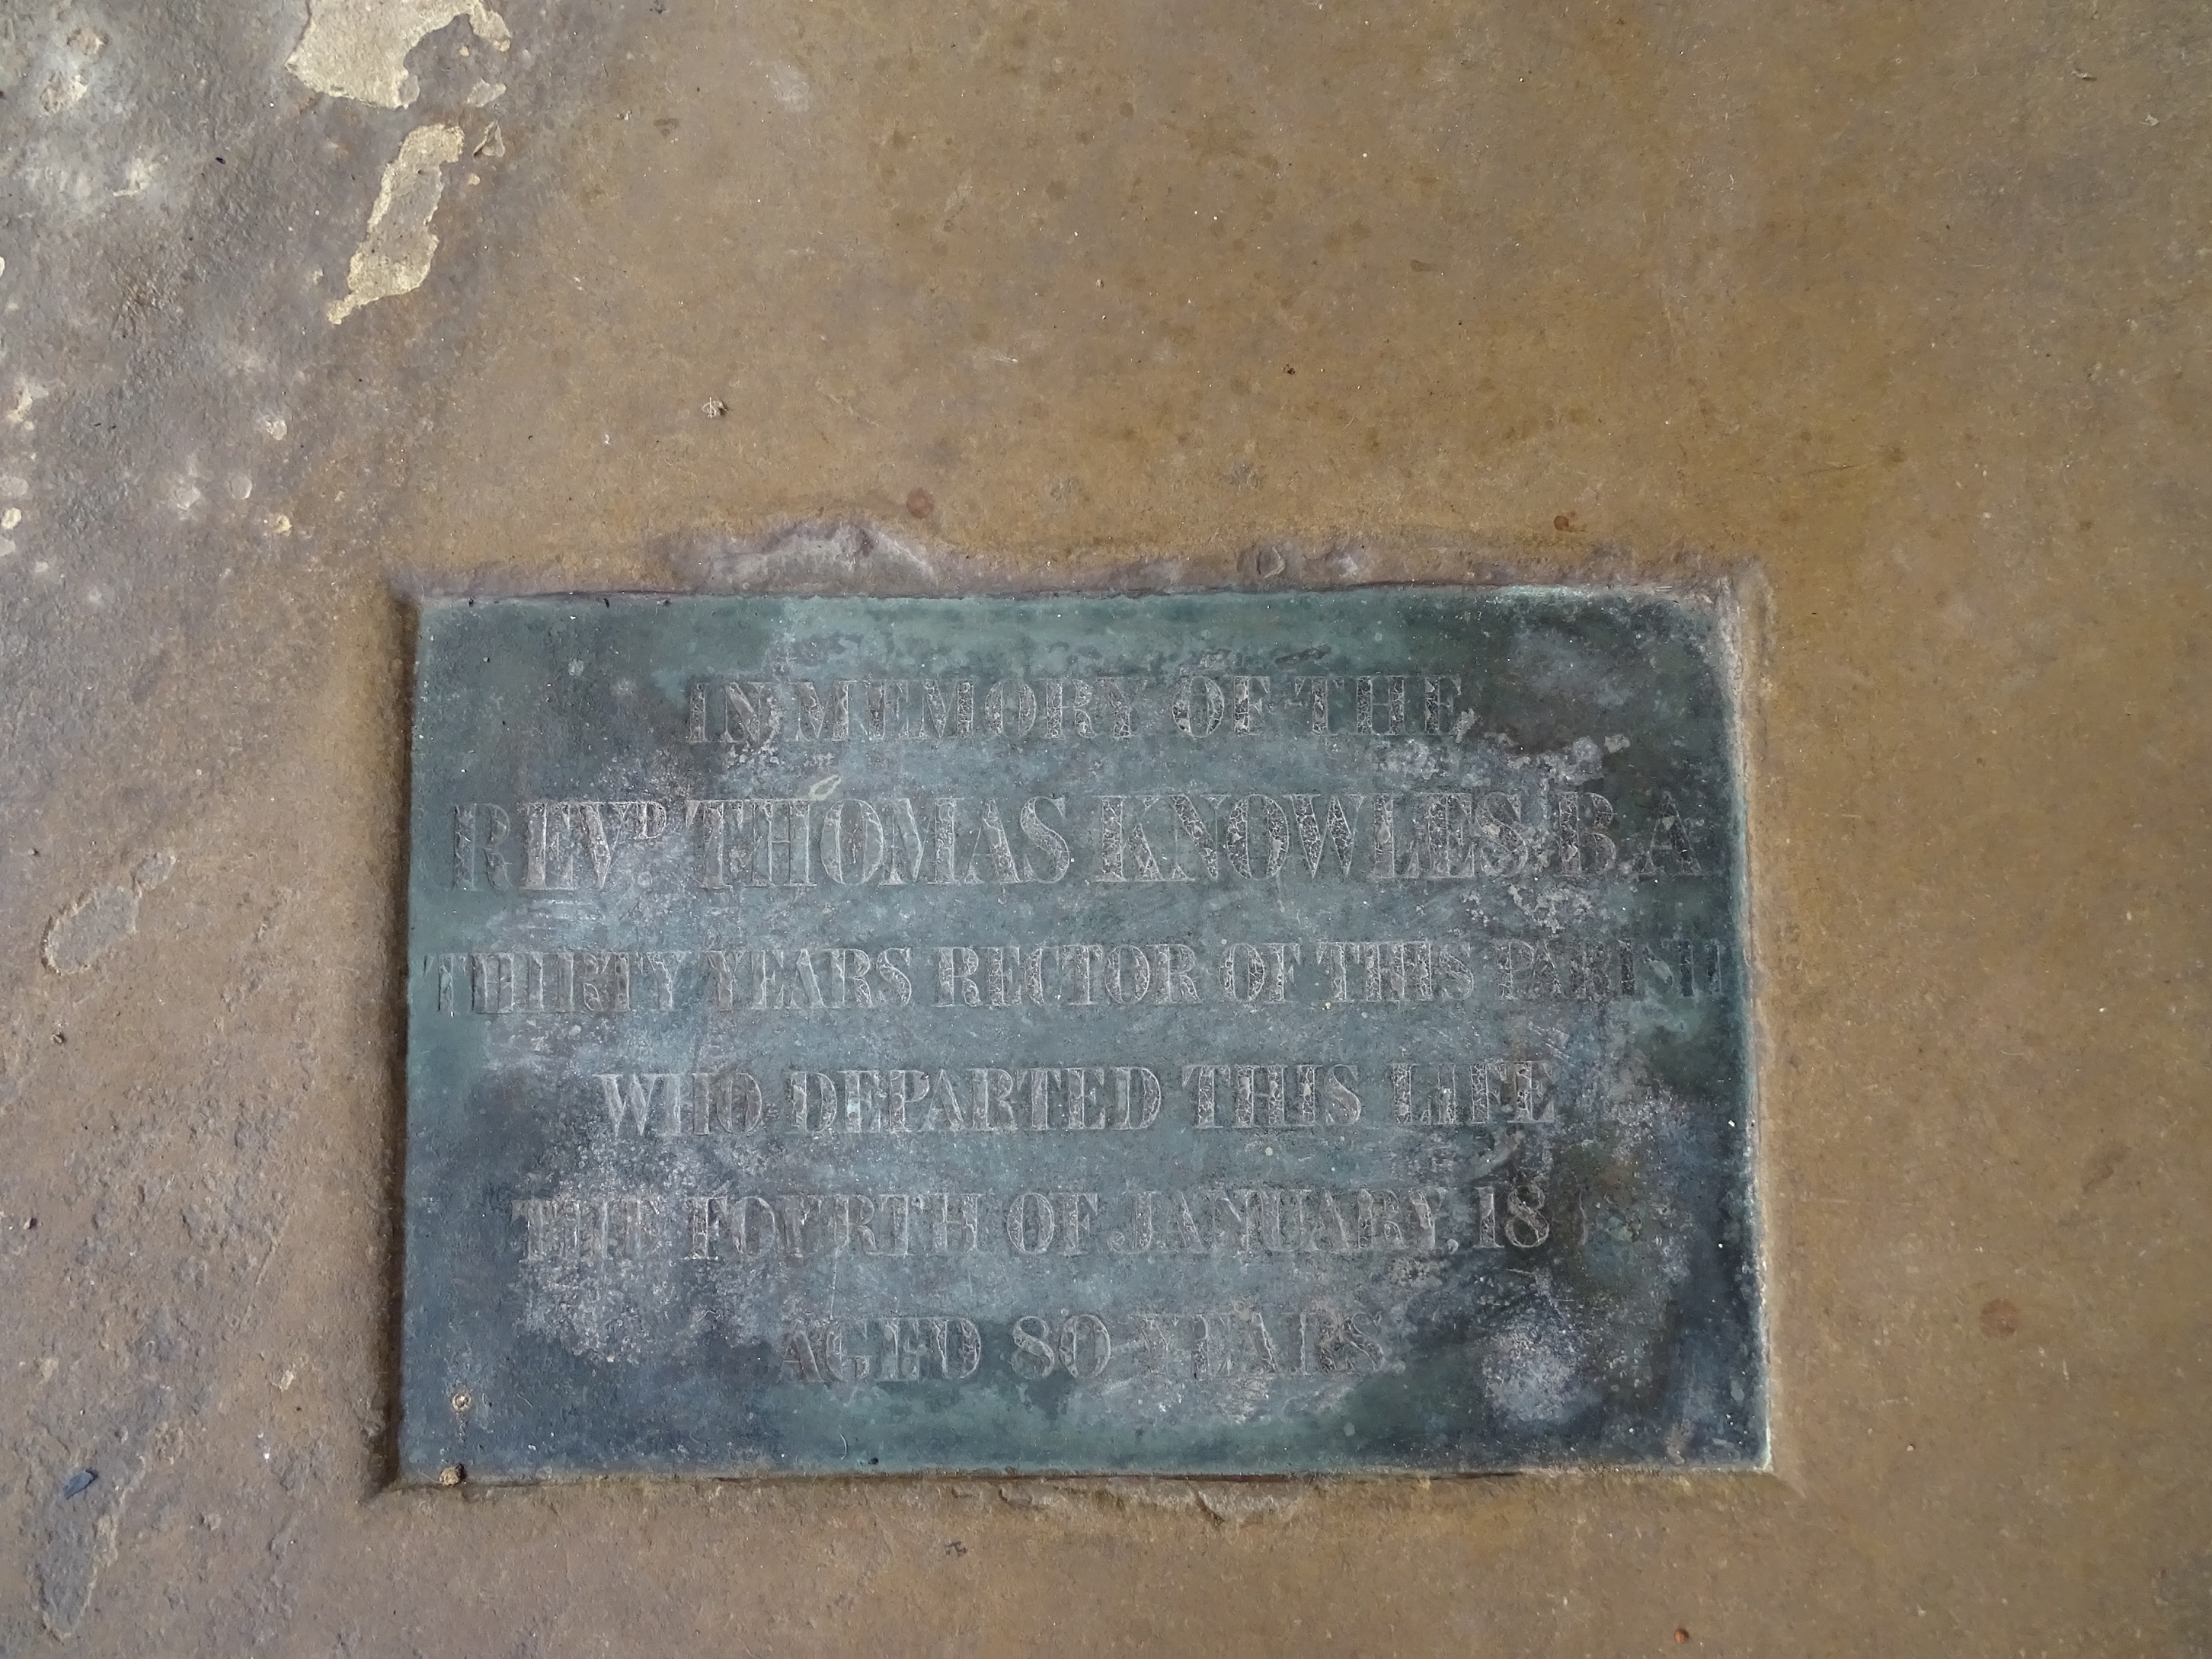 IN MEMORY OF THE
REVD. THOMAS KNOWLES B.A
THIRTY YEARS RECTOR OF THIS PARISH
WHO DEPARTED THIS LIFE
THE FOURTH OF JANUARY.
AGED 80 YEARS